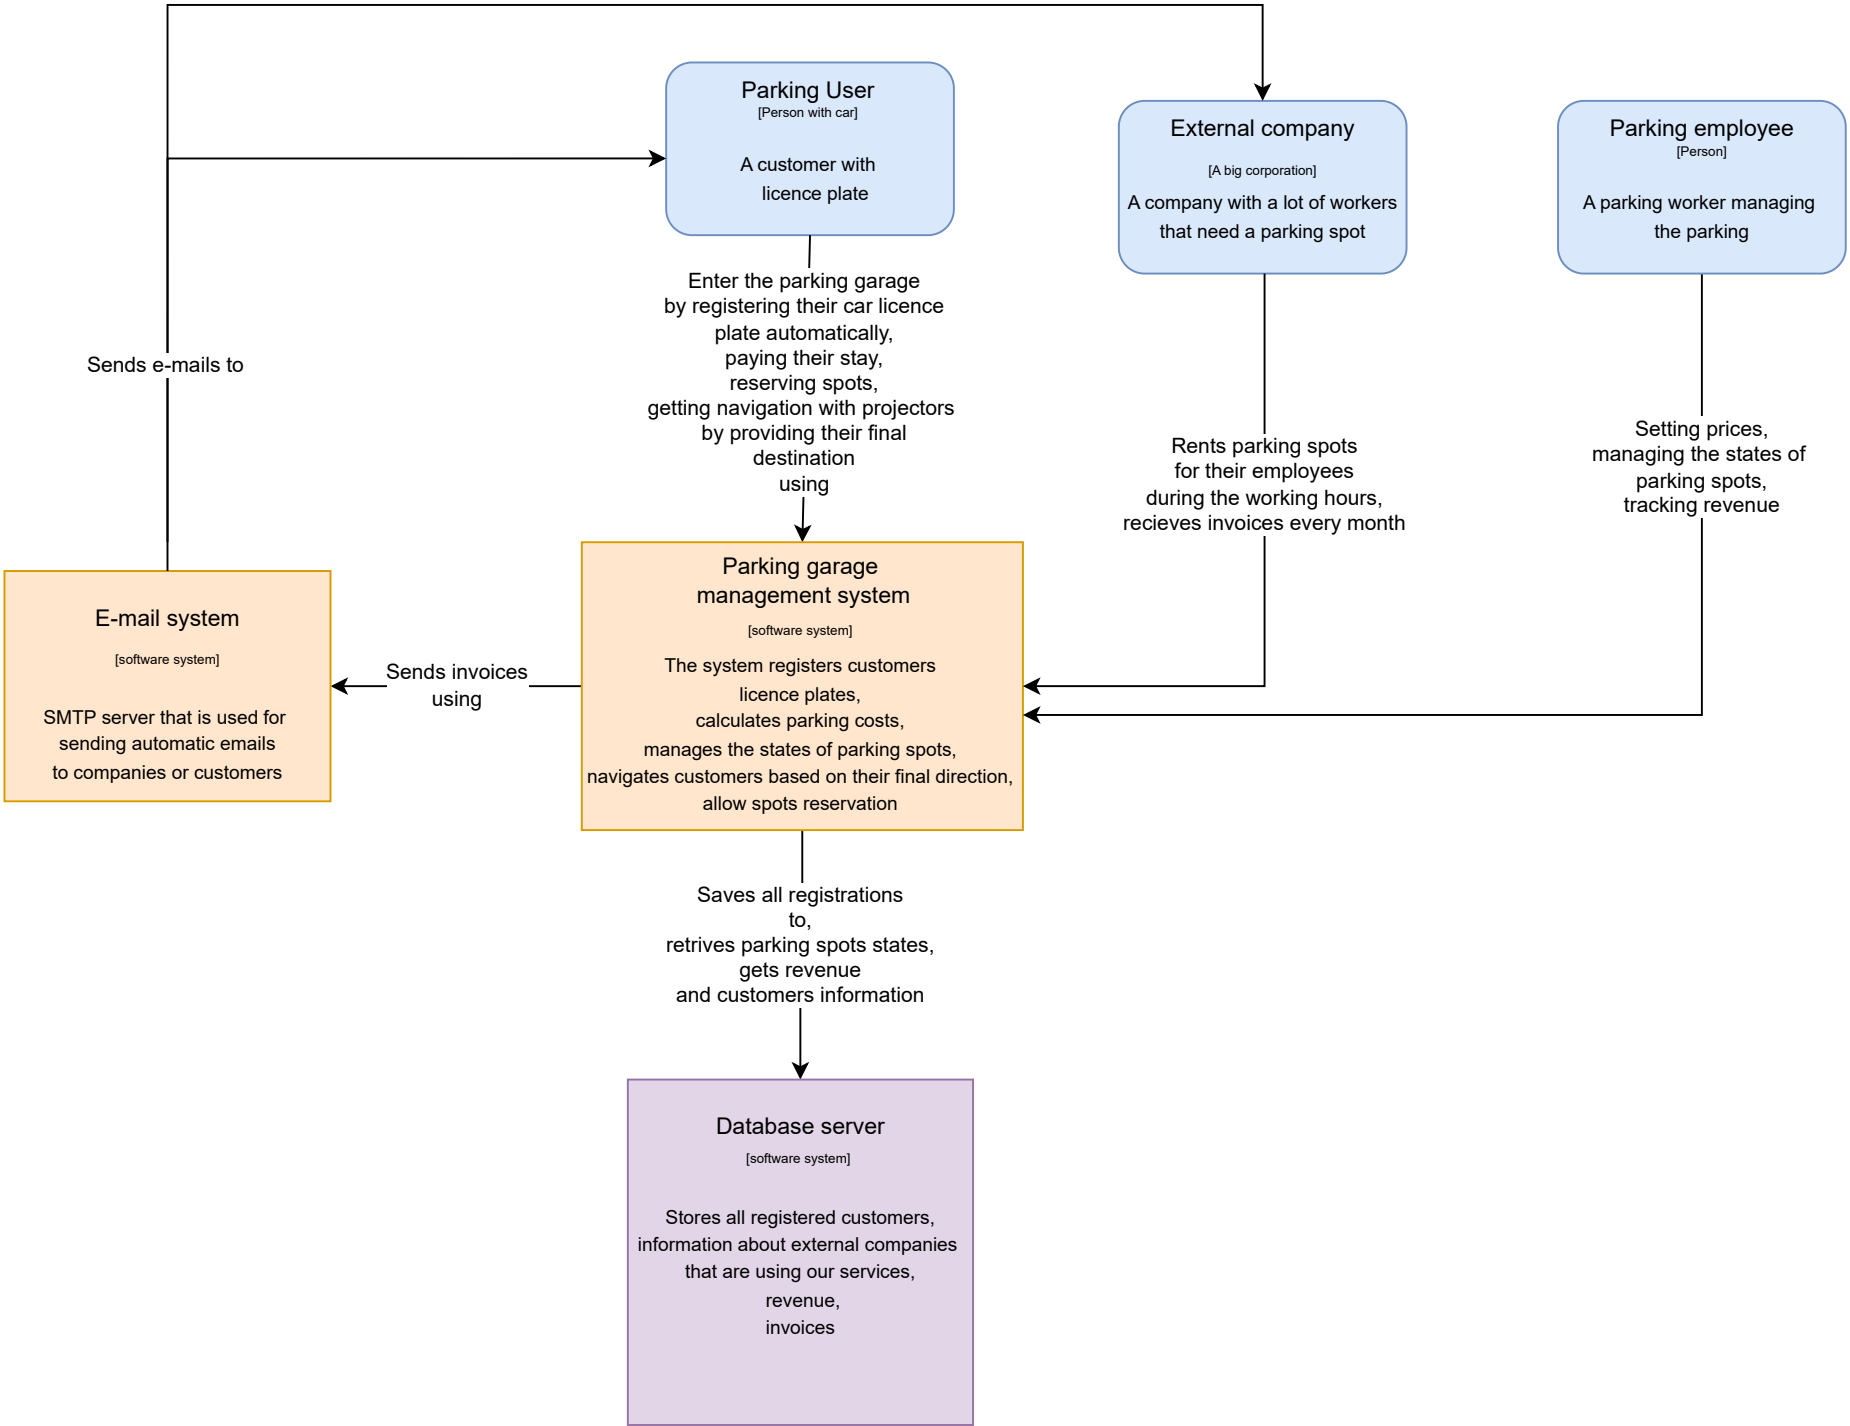 Parking User
[Person with car]
A customer with
licence plate
External company
[A big corporation]
A company with a lot of workers
that need a parking spot
Parking employee
[Person]
A parking worker managing
the parking
Sends e-mails to
Enter the parking garage
by registering their car licence
plate automatically,
paying their stay,
reserving spots,
getting navigation with projectors
by providing their final
destination
using
Rents parking spots
for their employees
during the working hours,
recieves invoices every month
Setting prices,
managing the states of
parking spots,
tracking revenue
E-mail system
[software system]
SMTP server that is used for
sending automatic emails
to companies or customers
Sends invoices
using
Parking garage
management system
[software system]
The system registers customers
licence plates,
calculates parking costs,
manages the states of parking spots,
navigates customers based on their final direction,
allow spots reservation
Saves all registrations
to,
retrives parking spots states,
gets revenue
and customers information
Database server
[software system]
Stores all registered customers,
information about external companies
that are using our services,
revenue,
invoices